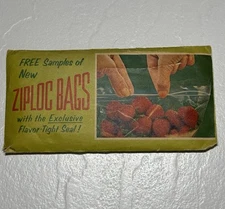 FREE Samples of
New
ZIPLOC BAGS
with the Exclusive
Flavor-Tight Seal!